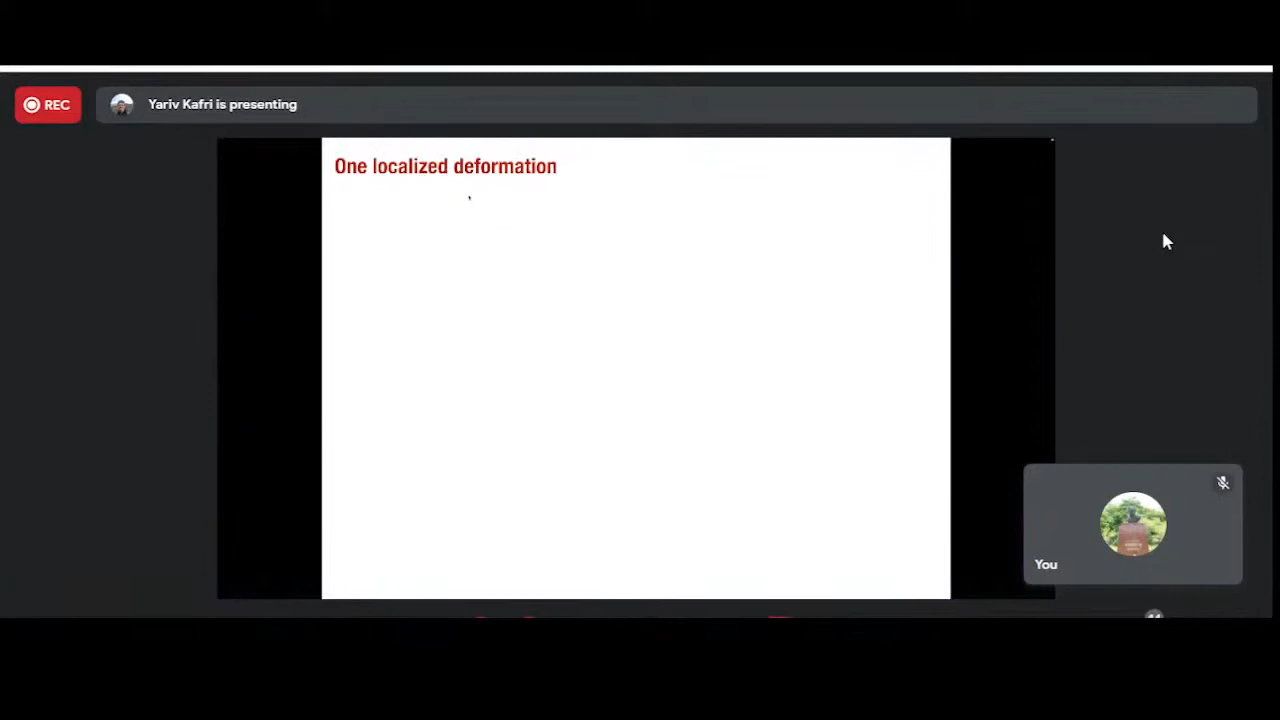 REC
Yariv Kafri is presenting
One localized deformation
You